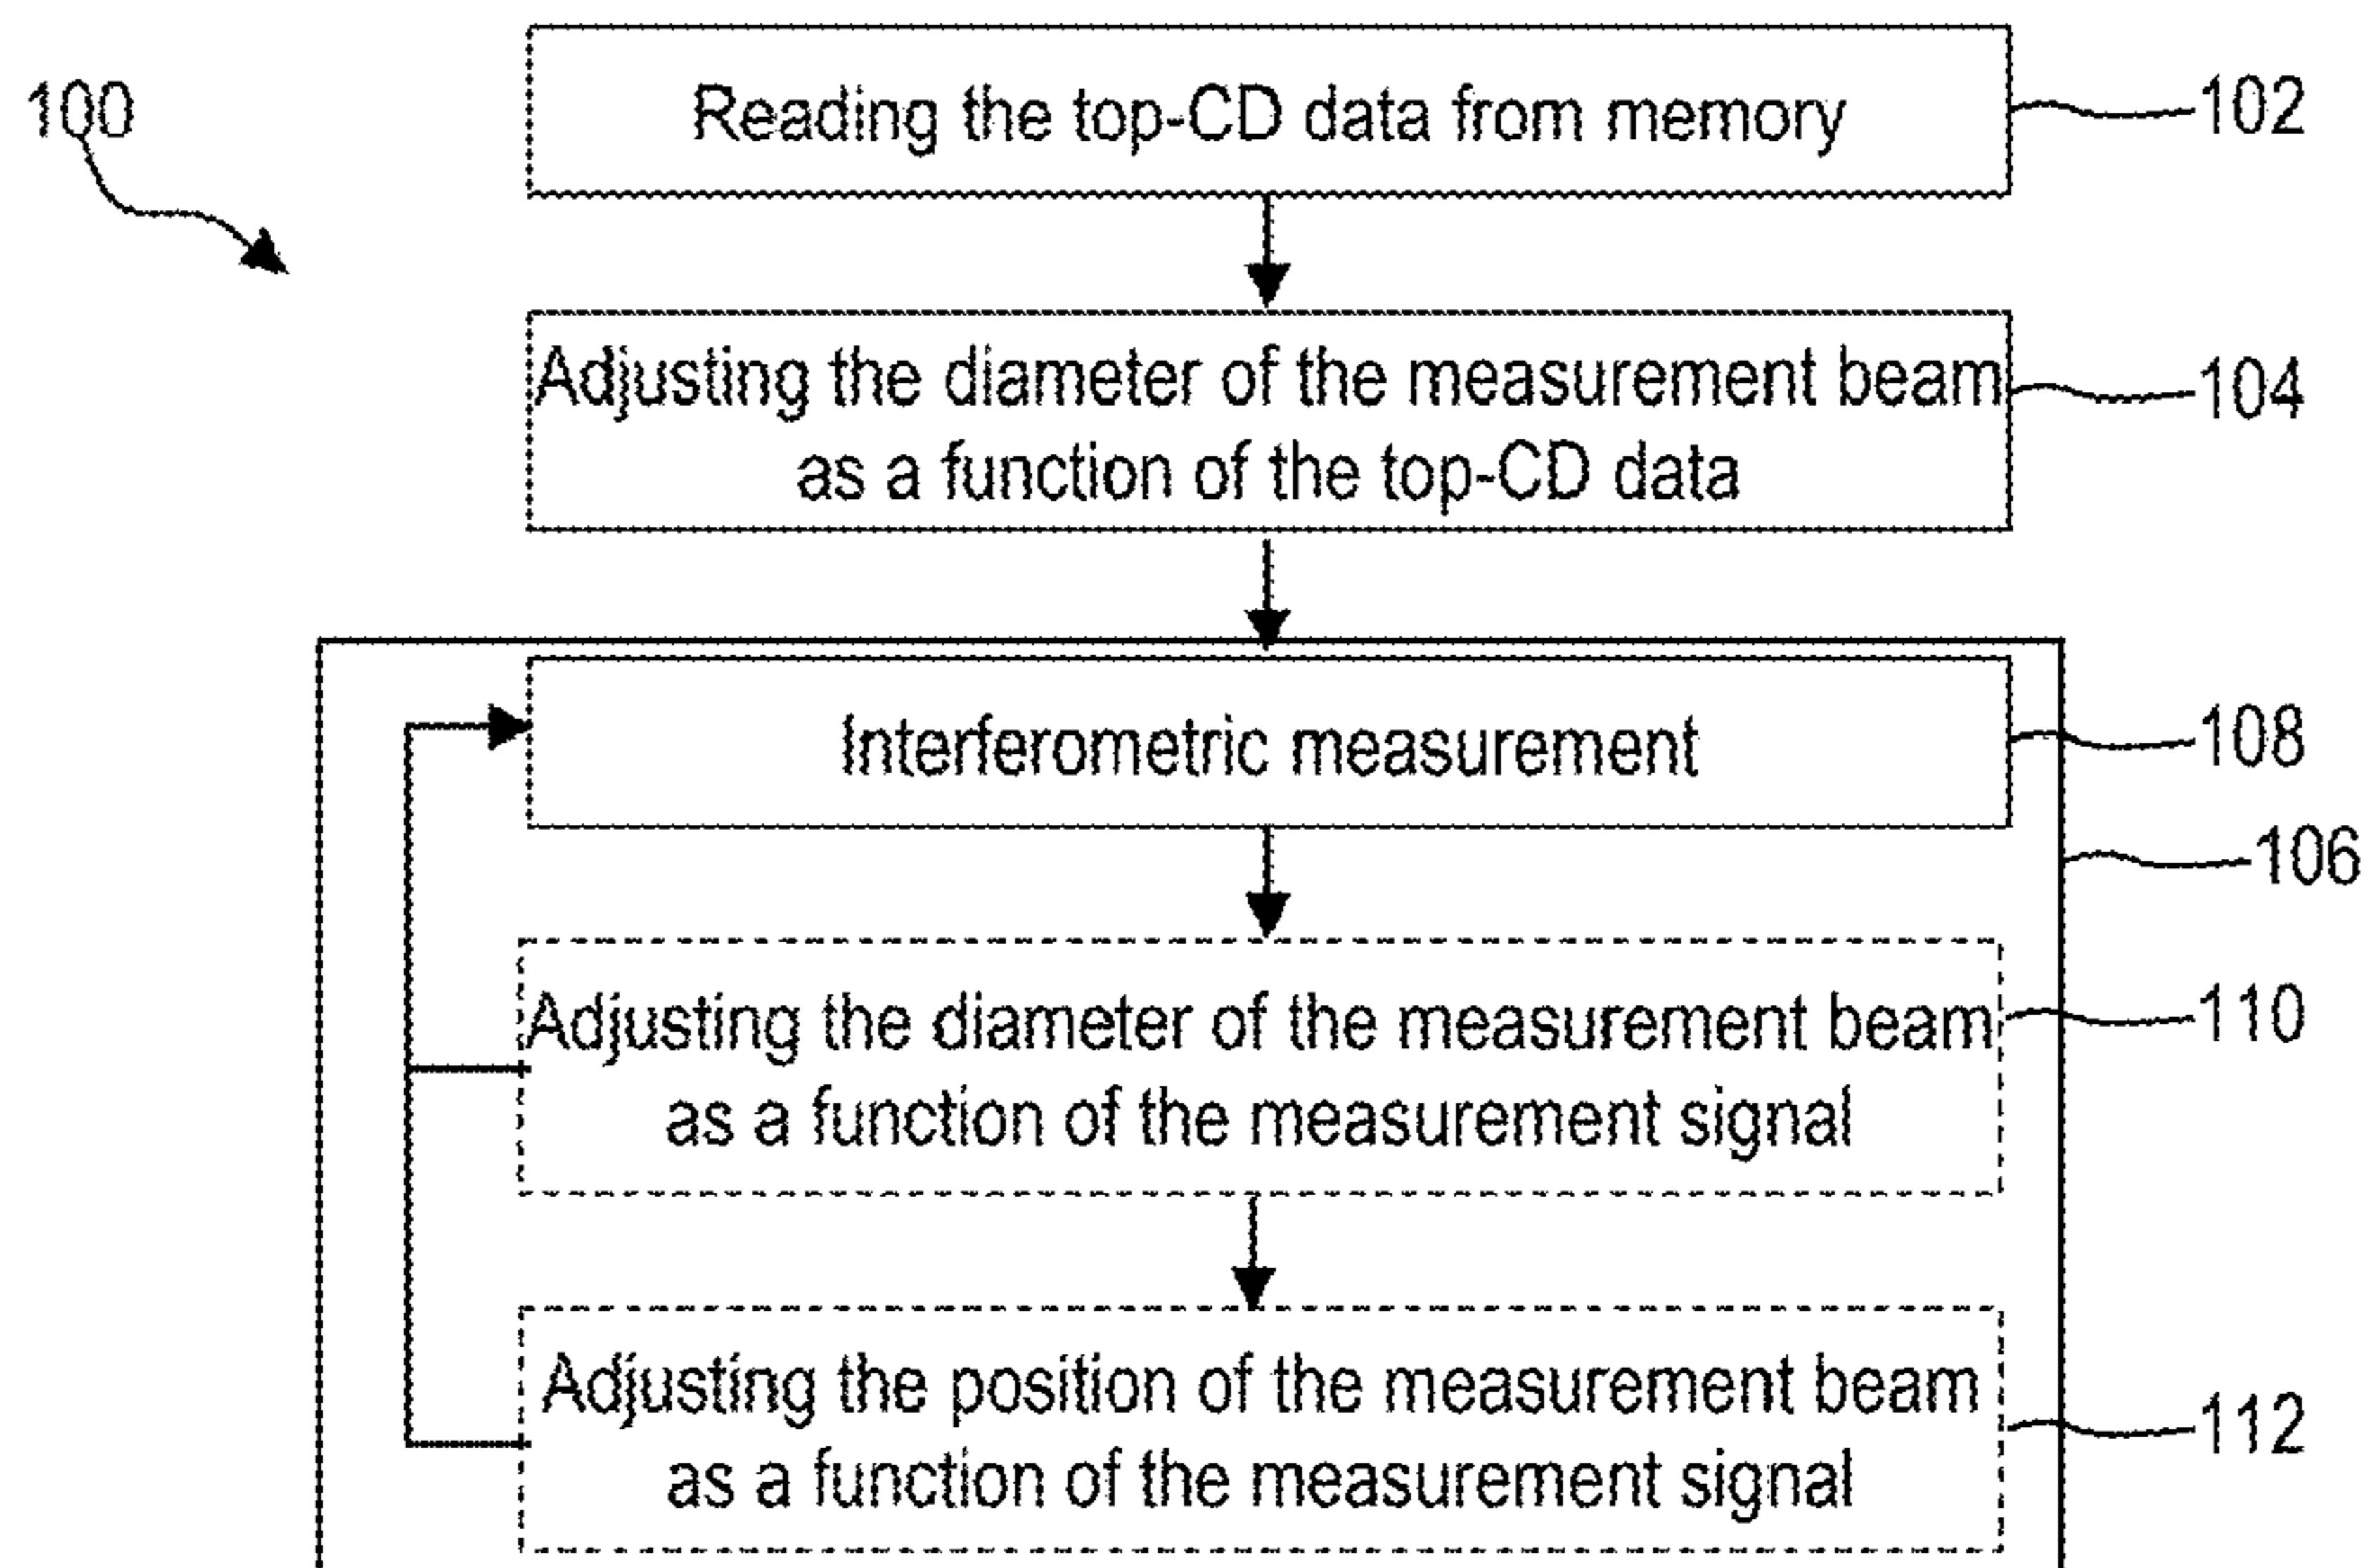 100
Reading the top-CD data from memory
102
Adjusting the diameter of the measurement beam
as a function of the top-CD data
104
Interferometric measurement
108
106
Adjusting the diameter of the measurement beam
as a function of the measurement signal
110
Adjusting the position of the measurement beam
as a function of the measurement signal
112